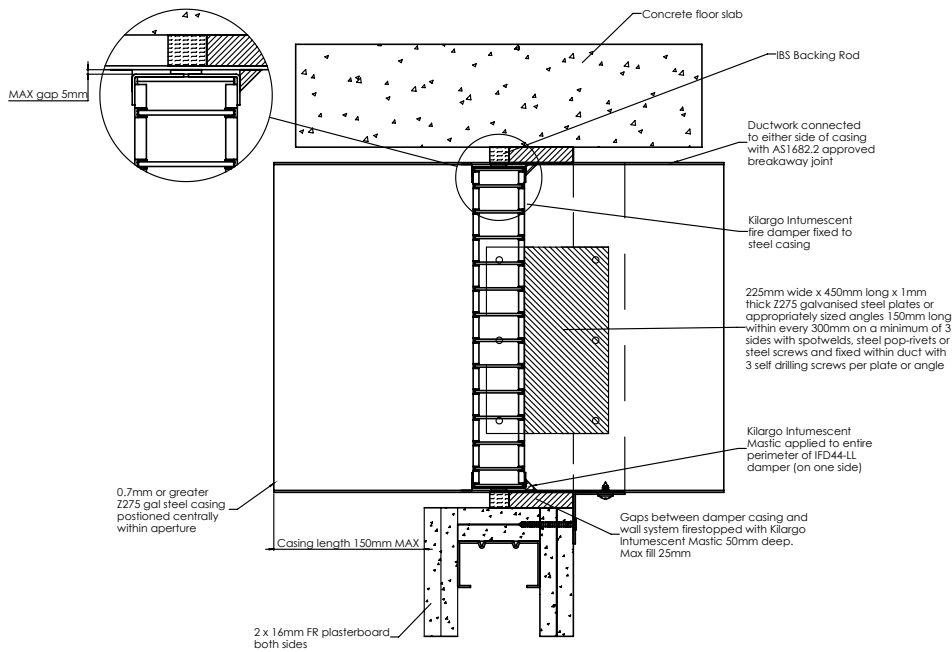 Concrete floor slab
IBS Backing Rod
MAX gap 5mm
Ductwork connected
to either side of casing
with AS1682.2 approved
breakaway joint
Kilargo Intumescent
fire damper fixed to
steel casing
225mm wide x 450mm long x 1mm
thick Z275 galvanised steel plates or
appropriately sized angles 150mm long
within every 300mm on a minimum of 3
sides with spotwelds, steel pop-rivets or
steel screws and fixed within duct with
3 self drilling screws per plate or angle
Kilargo Intumescent
Mastic applied to entire
perimeter of IFD44-LL
damper (on one side)
0.7mm or greater
Z275 gal steel casing
postioned centrally
within aperture
Gaps between damper casing and
wall system firestopped with Kilargo
Intumescent Mastic 50mm deep.
Max fill 25mm
Casing length 150mm MAX
2 x 16mm FR plasterboard
both sides